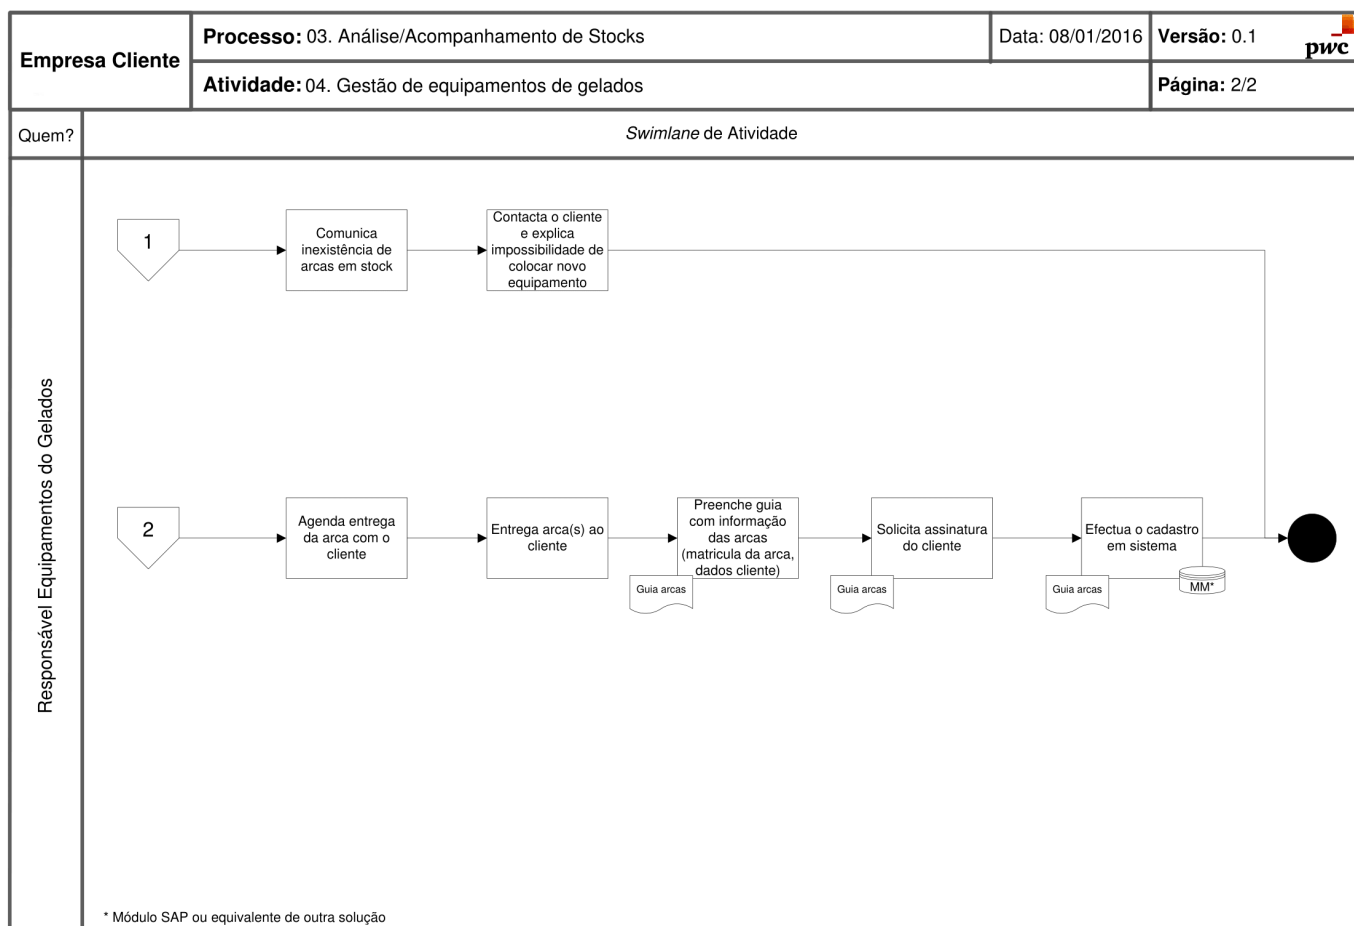 Empresa Cliente
Processo: 03. Análise/Acompanhamento de Stocks
Data: 08/01/2016
Versão: 0.1
pwc
Atividade: 04. Gestão de equipamentos de gelados
Página: 2/2
Quem?
Swimlane de Atividade
Responsável Equipamentos do Gelados
1
Comunica
inexistência de
arcas em stock
Contacta o cliente
e explica
impossibilidade de
colocar novo
equipamento
2
Agenda entrega
da arca com o
cliente
Entrega arca(s) ao
cliente
Preenche guia
com informação
das arcas
(matricula da arca,
dados cliente)
Guia arcas
Solicita assinatura
do cliente
Guia arcas
Efectua o cadastro
em sistema
Guia arcas
MM*
* Módulo SAP ou equivalente de outra solução